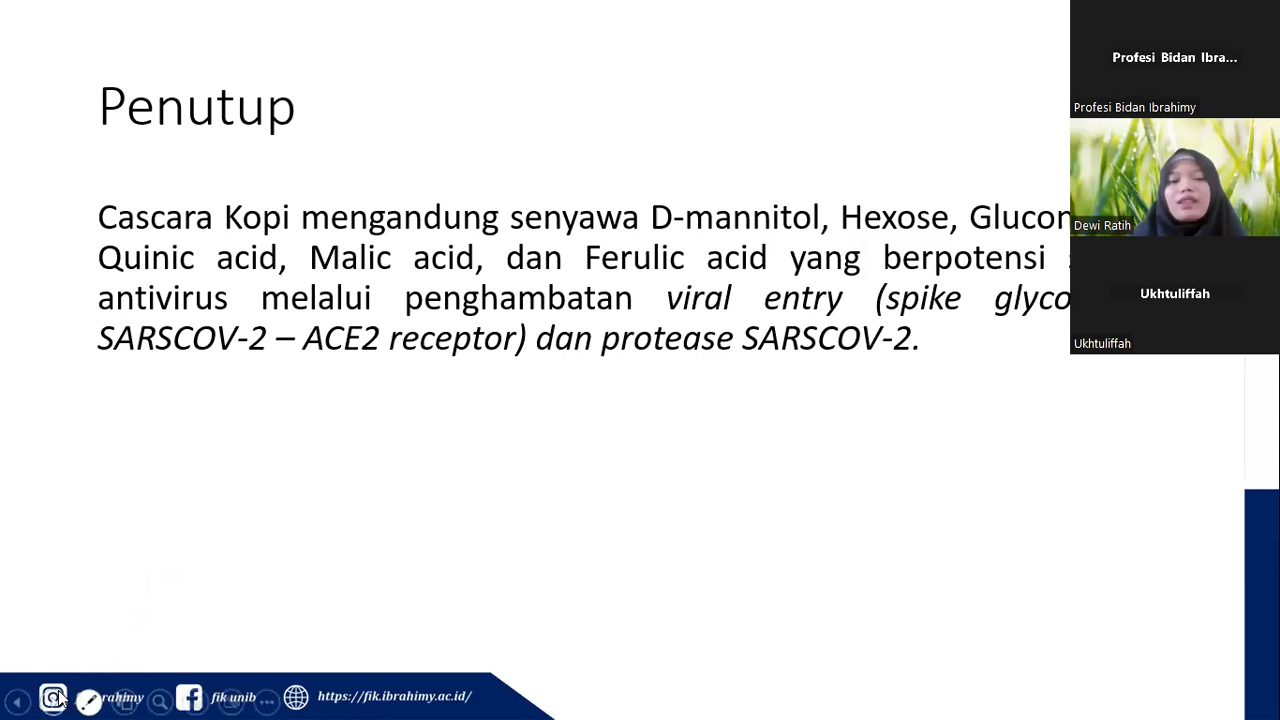 Penutup
Cascara Kopi mengandung senyawa D-mannitol, Hexose,
Quinic acid, Malic acid, dan Ferulic acid yang berpotensi
antivirus melalui penghambatan viral entry (spike
SARSCOV-2 – ACE2 receptor) dan protease SARSCOV-2.
Profesi Bidan Ibra...
Profesi Bidan Ibrahimy
Dewi Ratih
Ukhtuliffah
Ukhtuliffah
fik unib
https://fik.ibrahimy.ac.id/